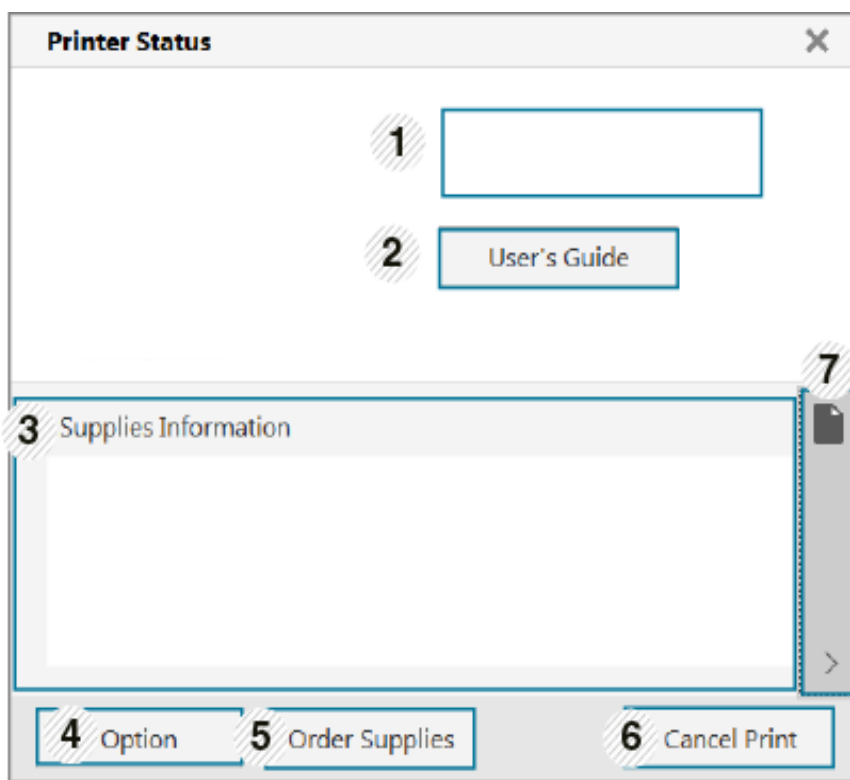 Printer Status
1
2 User's Guide
7
3 Supplies Information
4 Option 5 Order Supplies 6 Cancel Print